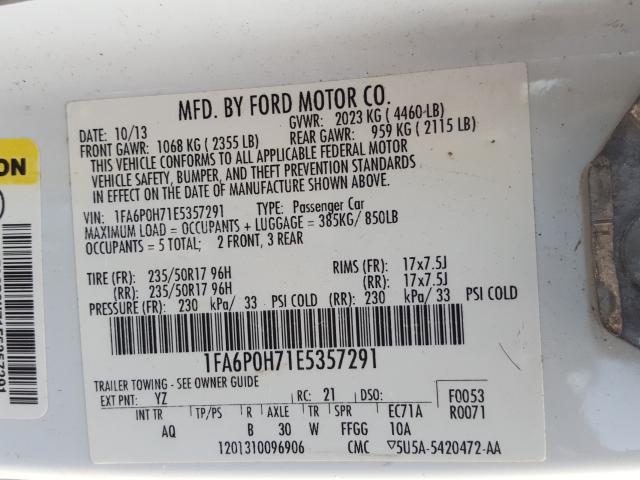 MFD. BY FORD MOTOR CO.
DATE: 10/13 GVWR: 2023 KG ( 4460-LB)
FRONT GAWR: 1068 KG ( 2355 LB) REAR GAWR: 959 KG ( 2115 LB)
THIS VEHICLE CONFORMS TO ALL APPLICABLE FEDERAL MOTOR
VEHICLE SAFETY, BUMPER, AND THEFT PREVENTION STANDARDS
IN EFFECT ON THE DATE OF MANUFACTURE SHOWN ABOVE.
VIN: 1FA6P0H71E5357291 TYPE: Passenger Car
MAXIMUM LOAD = OCCUPANTS + LUGGAGE = 385KG/ 850LB
OCCUPANTS = 5 TOTAL; 2 FRONT, 3 REAR
TIRE (FR): 235/50R17 96H RIMS (FR): 17x7.5J
(RR): 235/50R17 96H (RR): 17x7.5J
PRESSURE (FR): 230 kPa/ 33 PSI COLD (RR): 230 kPa/ 33 PSI COLD
1FA6P0H71E5357291
TRAILER TOWING - SEE OWNER GUIDE
EXT PNT: YZ RC: 21 DSO: F0053
INT TR TP/PS R AXLE TR SPR EC71A R0071
AQ B 30 W FFGG 10A
1201310096906 CMC ▽5U5A-5420472-AA
ON